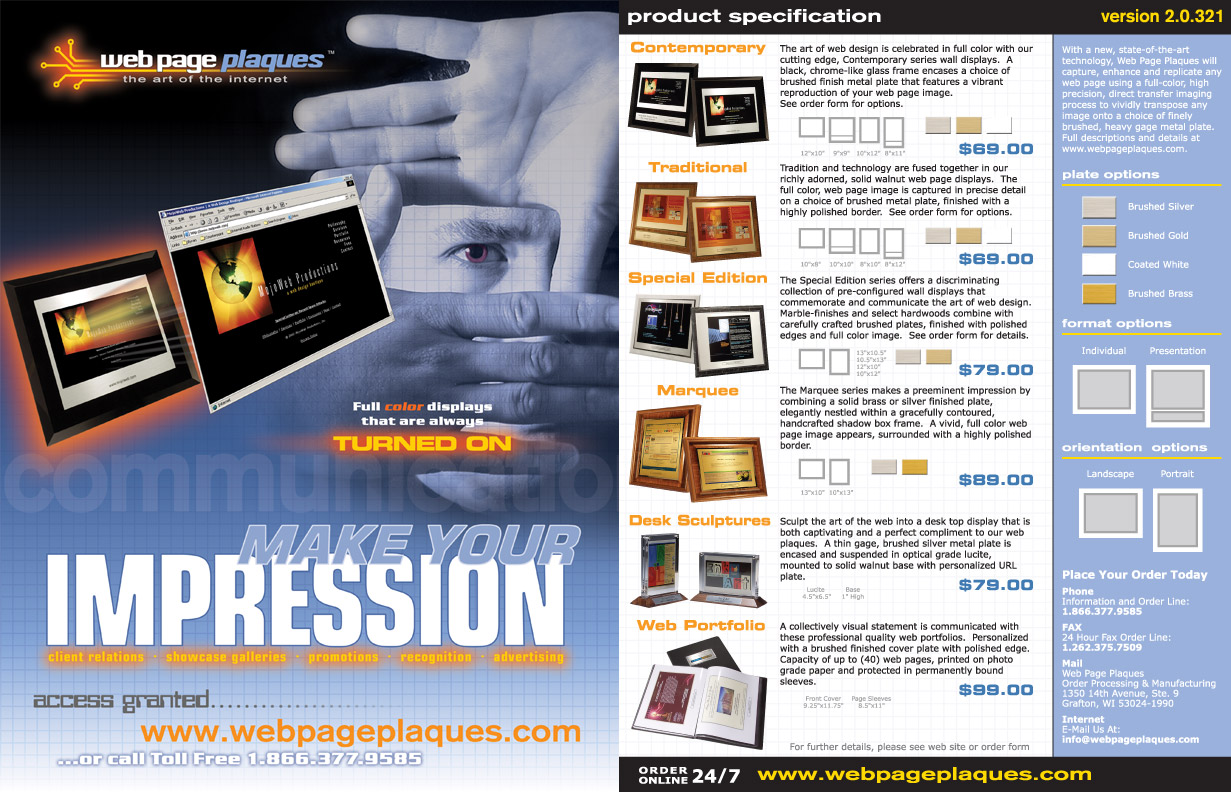 web page plaques™
the art of the internet
MojoWeb Productions
Full color displays
that are always
TURNED ON
communicatio
MAKE YOUR
IMPRESSION
client relations - showcase galleries - promotions - recognition - advertising
access granted..................
www.webpageplaques.com
...or call Toll Free 1.866.377.9585
product specification
version 2.0.321
Contemporary
The art of web design is celebrated in full color with our
cutting edge, Contemporary series wall displays. A
black, chrome-like glass frame encases a choice of
brushed finish metal plate that features a vibrant
reproduction of your web page image.
See order form for options.
12"x10" 9"x9" 10"x12" 8"x11"
$69.00
Traditional
Tradition and technology are fused together in our
richly adorned, solid walnut web page displays. The
full color, web page image is captured in precise detail
on a choice of brushed metal plate, finished with a
highly polished border. See order form for options.
10"x8" 10"x10" 8"x10" 8"x12"
$69.00
Special Edition
The Special Edition series offers a discriminating
collection of pre-configured wall displays that
commemorate and communicate the art of web design.
Marble-finishes and select hardwoods combine with
carefully crafted brushed plates, finished with polished
edges and full color image. See order form for details.
13"x10.5"
10.5"x13"
12"x10"
10"x12"
$79.00
Marquee
The Marquee series makes a preeminent impression by
combining a solid brass or silver finished plate,
elegantly nestled within a gracefully contoured,
handcrafted shadow box frame. A vivid, full color web
page image appears, surrounded with a highly polished
border.
13"x10" 10"x13"
$89.00
Desk Sculptures
Sculpt the art of the web into a desk top display that is
both captivating and a perfect compliment to our web
plaques. A thin gage, brushed silver metal plate is
encased and suspended in optical grade lucite,
mounted to solid walnut base with personalized URL
plate.
Lucite Base
4.5"x6.5" 1" High
$79.00
Web Portfolio
A collectively visual statement is communicated with
these professional quality web portfolios. Personalized
with a brushed finished cover plate with polished edge.
Capacity of up to (40) web pages, printed on photo
grade paper and protected in permanently bound
sleeves.
Front Cover Page Sleeves
9.25"x11.75" 8.5"x11"
$99.00
For further details, please see web site or order form
With a new, state-of-the-art
technology, Web Page Plaques will
capture, enhance and replicate any
web page using a full-color, high
precision, direct transfer imaging
process to vividly transpose any
image onto a choice of finely
brushed, heavy gage metal plate.
Full descriptions and details at
www.webpageplaques.com.
plate options
Brushed Silver
Brushed Gold
Coated White
Brushed Brass
format options
Individual Presentation
orientation options
Landscape Portrait
Place Your Order Today
Phone
Information and Order Line:
1.866.377.9585
FAX
24 Hour Fax Order Line:
1.262.375.7509
Mail
Web Page Plaques
Order Processing & Manufacturing
1350 14th Avenue, Ste. 9
Grafton, WI 53024-1990
Internet
E-Mail Us At:
info@webpageplaques.com
ORDER
ONLINE 24/7 www.webpageplaques.com